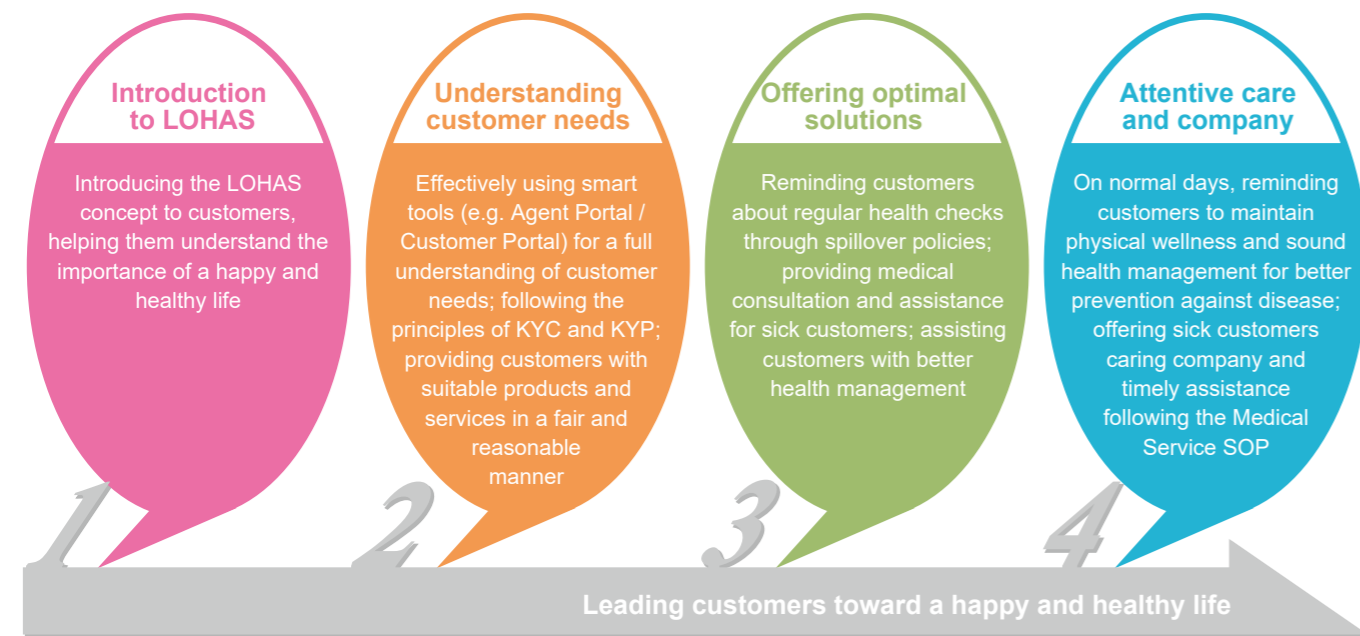 Introduction
to LOHAS
Introducing the LOHAS
concept to customers,
helping them understand the
importance of a happy and
healthy life
1
Understanding
customer needs
Effectively using smart
tools (e.g. Agent Portal /
Customer Portal) for a full
understanding of customer
needs; following the
principles of KYC and KYP;
providing customers with
suitable products and
services in a fair and
reasonable
manner
2
Offering optimal
solutions
Reminding customers
about regular health checks
through spillover policies;
providing medical
consultation and assistance
for sick customers; assisting
customers with better
health management
3
Attentive care
and company
On normal days, reminding
customers to maintain
physical wellness and sound
health management for better
prevention against disease;
offering sick customers
caring company and
timely assistance
following the Medical
Service SOP
4
Leading customers toward a happy and healthy life